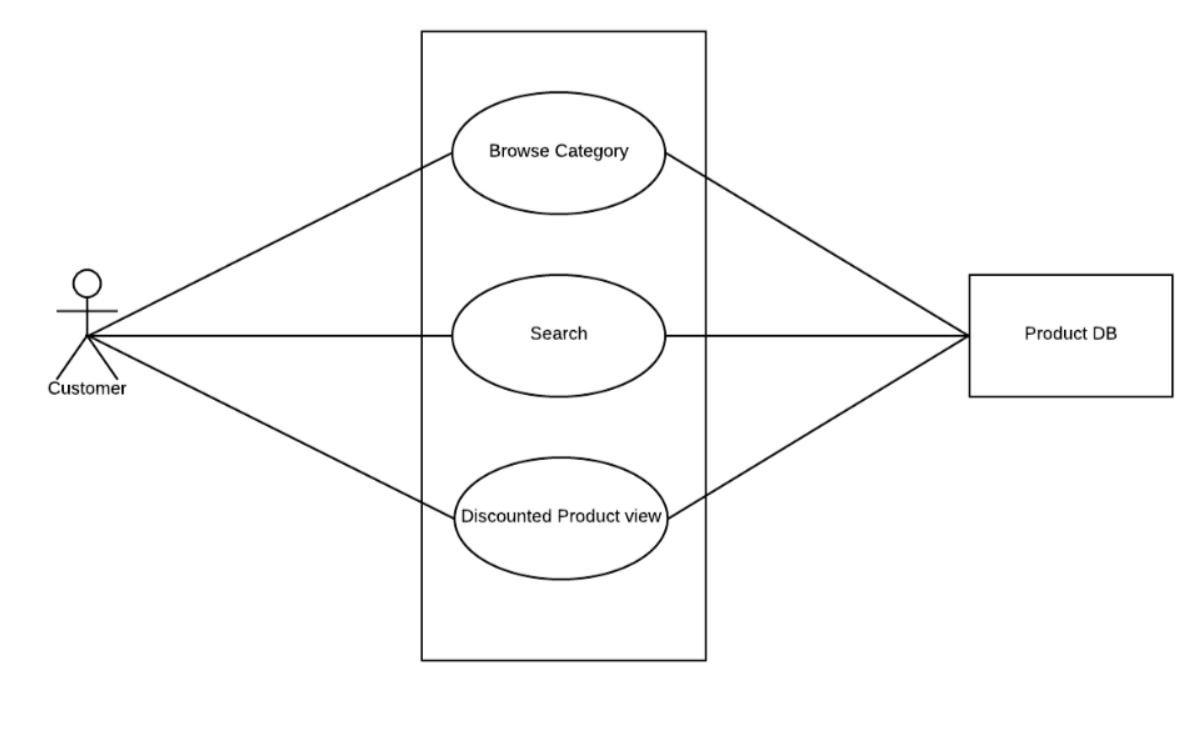 Browse Category
Search
Product DB
Customer
Discounted Product view